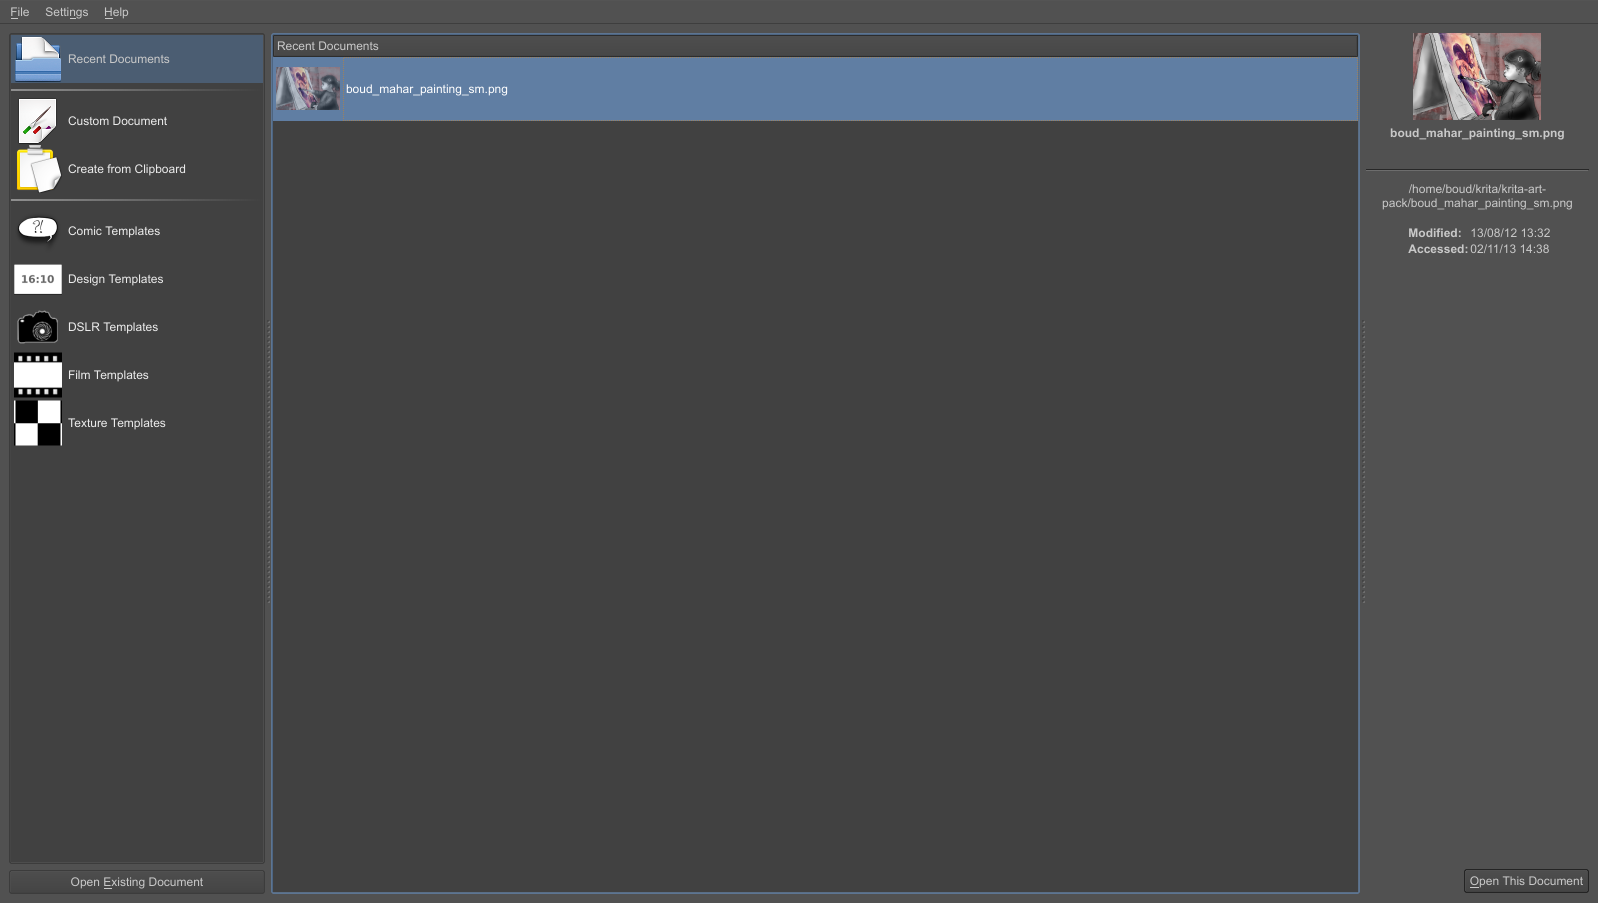 File Settings Help
Recent Documents
Custom Document
Create from Clipboard
?!
Comic Templates
16:10
Design Templates
DSLR Templates
Film Templates
Texture Templates
Open Existing Document
Recent Documents
boud_mahar_painting_sm.png
boud_mahar_painting_sm.png
/home/boud/krita/krita-art-
pack/boud_mahar_painting_sm.png
Modified: 13/08/12 13:32
Accessed: 02/11/13 14:38
Open This Document